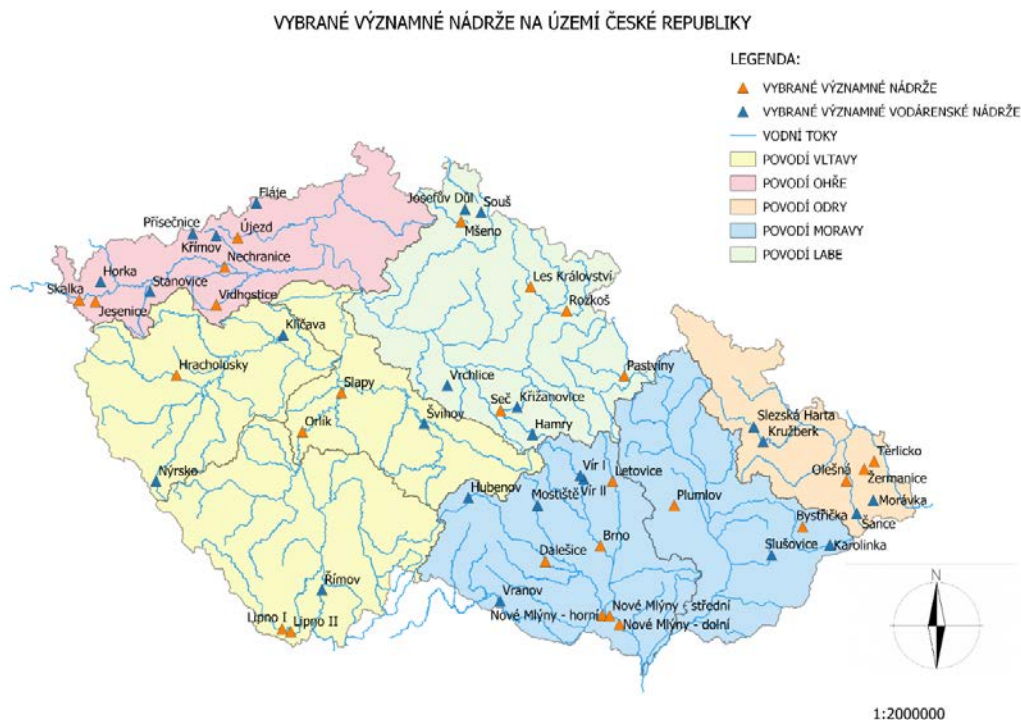 VYBRANÉ VÝZNAMNÉ NÁDRŽE NA ÚZEMÍ ČESKÉ REPUBLIKY
LEGENDA:
VYBRANÉ VÝZNAMNÉ NÁDRŽE
VYBRANÉ VÝZNAMNÉ VODÁRENSKÉ NÁDRŽE
VODNÍ TOKY
POVODÍ VLTAVY
POVODÍ OHŘE
POVODÍ ODRY
POVODÍ MORAVY
POVODÍ LABE
Fláje
Josefův Důl
Souš
Přísečnice
Újezd
Mšeno
Křímov
Nechranice
Horka
Stanovice
Les Království
Skalka
Jesenice
Vidhostice
Rozkoš
Klíčava
Hracholusky
Slapy
Vrchlice
Pastviny
Seč
Křižanovice
Orlík
Švihov
Hamry
Slezská Harta
Kružberk
Těrlicko
Nýrsko
Vír I
Letovice
Olešná
Žermanice
Hubenov
Mostiště
Vír II
Plumlov
Morávka
Bystřička
Šance
Brno
Dalešice
Slušovice
Karolinka
Římov
Vranov
Nové Mlýny - horní
Nové Mlýny - střední
Lipno I
Lipno II
Nové Mlýny - dolní
N
1:2000000